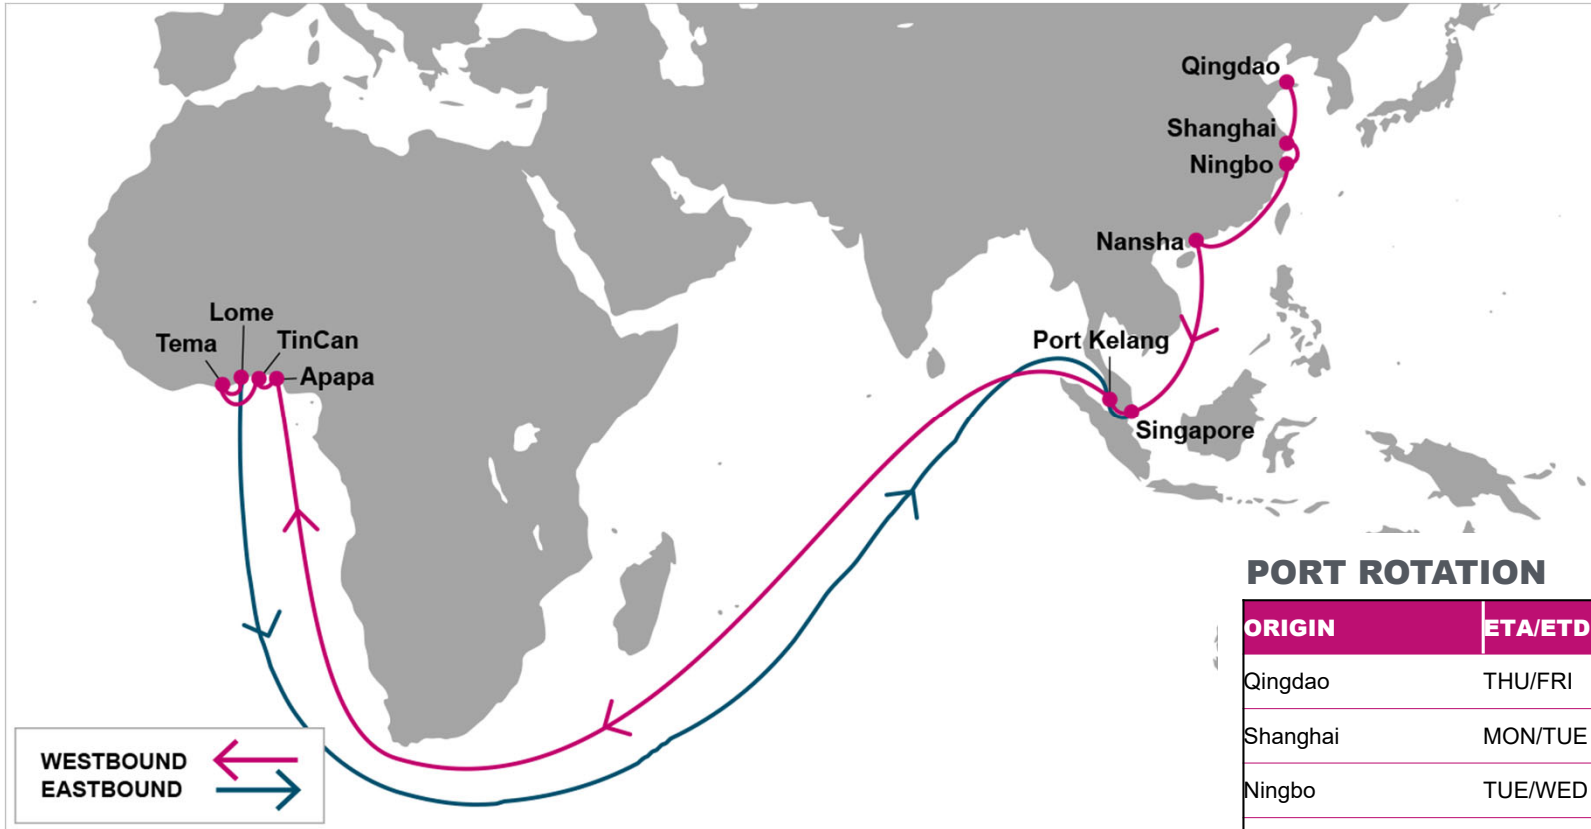 Qingdao
Shanghai
Ningbo
Nansha
Lome
Tema
TinCan
Port Kelang
Apapa
Singapore
PORT ROTATION
ORIGIN ETA/ETD
Qingdao THU/FRI
Shanghai MON/TUE
Ningbo TUE/WED
WESTBOUND
EASTBOUND